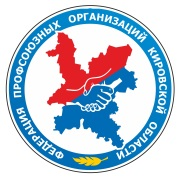 ФЕДЕРАЦИЯ ПРОФСОЮЗНЫХ ОРГАНИЗАЦИЙ КИРОВСКОЙ ОБЛАСТИ